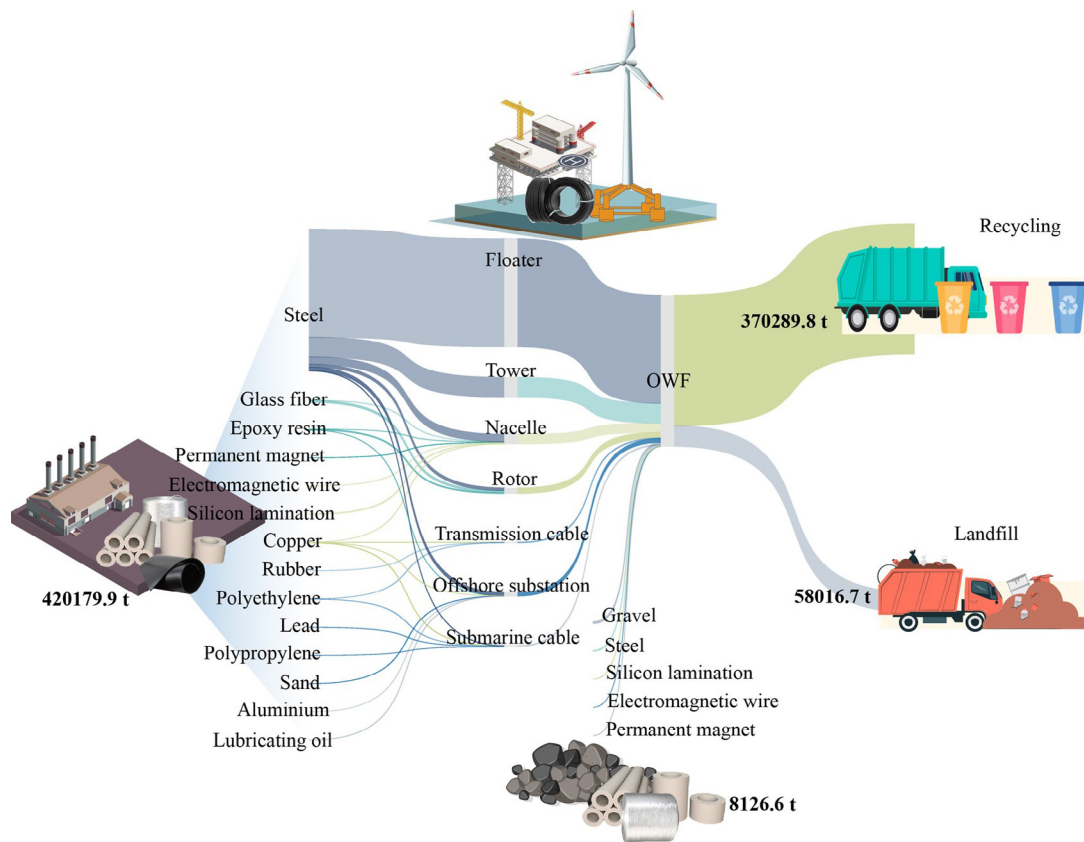 Recycling
Floater
Steel
370289.8 t
Tower
OWF
Glass fiber
Epoxy resin
Nacelle
Permanent magnet
Rotor
Electromagnetic wire
Silicon lamination
Transmission cable
Landfill
Copper
Rubber
Offshore substation
420179.9 t
Polyethylene
58016.7 t
Gravel
Lead
Submarine cable
Steel
Polypropylene
Silicon lamination
Sand
Electromagnetic wire
Aluminium
Permanent magnet
Lubricating oil
8126.6 t
H